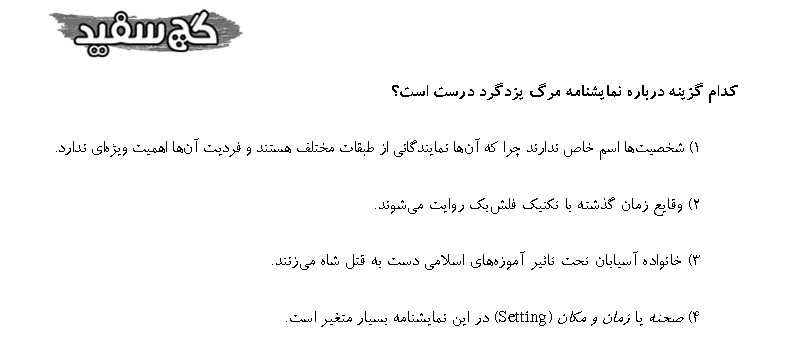 گچ سفید
کدام گزینه درباره نمایشنامه مرگ یزدگرد درست است؟
۱) شخصیت‌ها اسم خاص ندارند چرا که آن‌ها نمایندگانی از طبقات مختلف هستند و فردیت آن‌ها اهمیت ویژه‌ای ندارد.
۲) وقایع زمان گذشته با تکنیک فلش‌بک روایت می‌شوند.
۳) خانواده آسیابان تحت تاثیر آموزه‌های اسلامی دست به قتل شاه می‌زنند.
۴) صحنه یا زمان و مکان (Setting) در این نمایشنامه بسیار متغیر است.